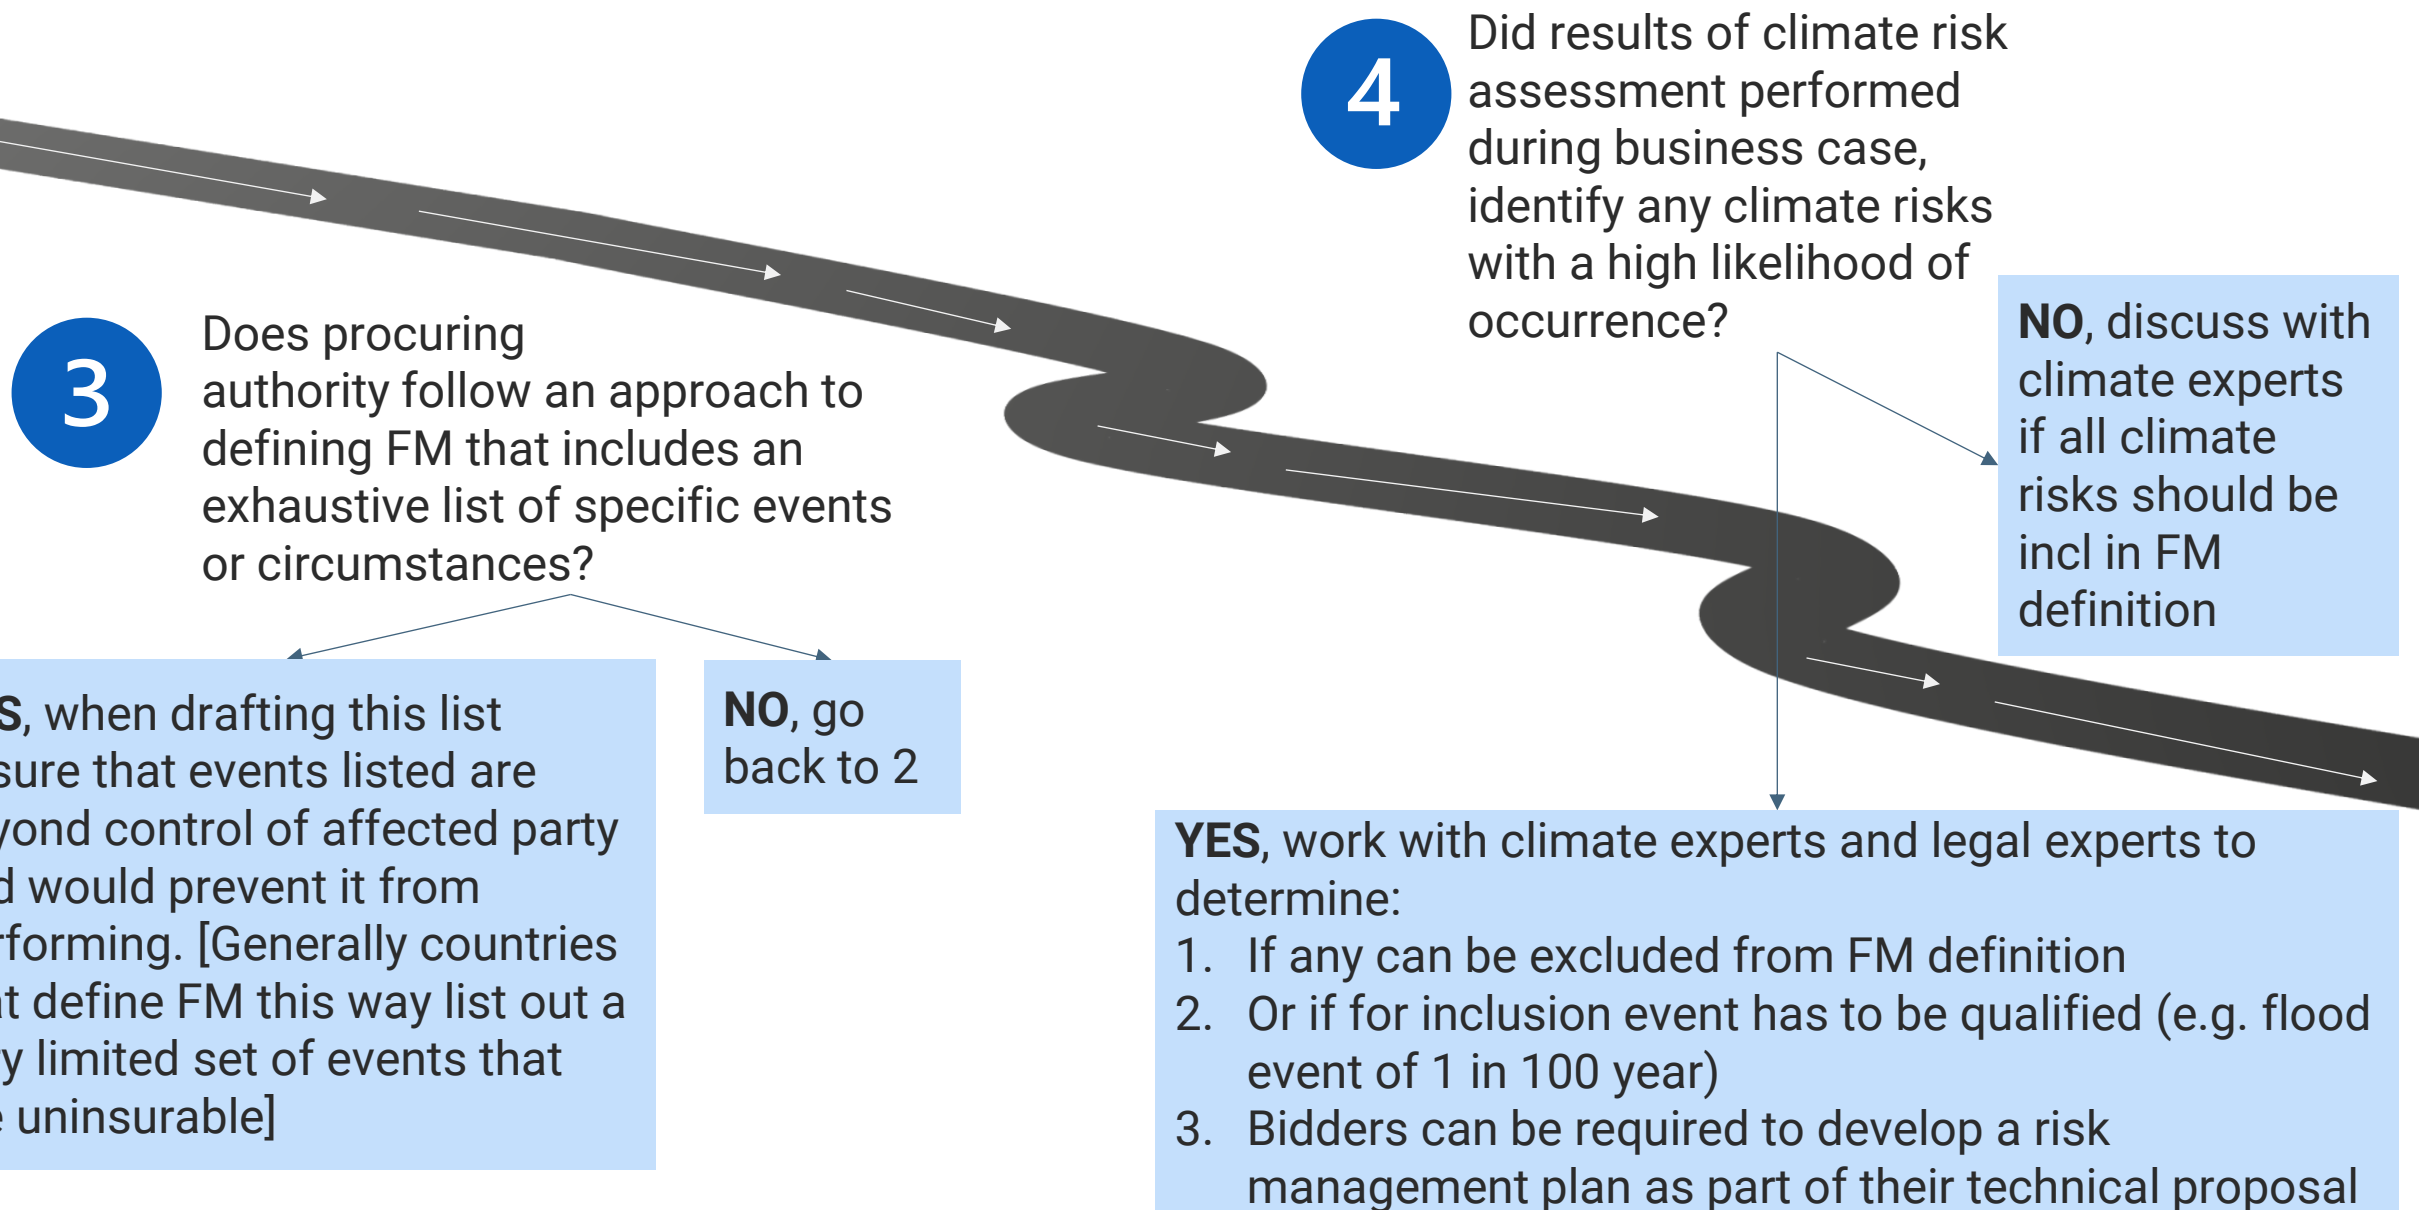 3
Does procuring
authority follow an approach to
defining FM that includes an
exhaustive list of specific events
or circumstances?
S, when drafting this list
sure that events listed are
yond control of affected party
d would prevent it from
rforming. [Generally countries
at define FM this way list out a
y limited set of events that
e uninsurable]
NO, go
back to 2
4
Did results of climate risk
assessment performed
during business case,
identify any climate risks
with a high likelihood of
occurrence?
NO, discuss with
climate experts
if all climate
risks should be
incl in FM
definition
YES, work with climate experts and legal experts to
determine:
1. If any can be excluded from FM definition
2. Or if for inclusion event has to be qualified (e.g. flood
event of 1 in 100 year)
3. Bidders can be required to develop a risk
management plan as part of their technical proposal